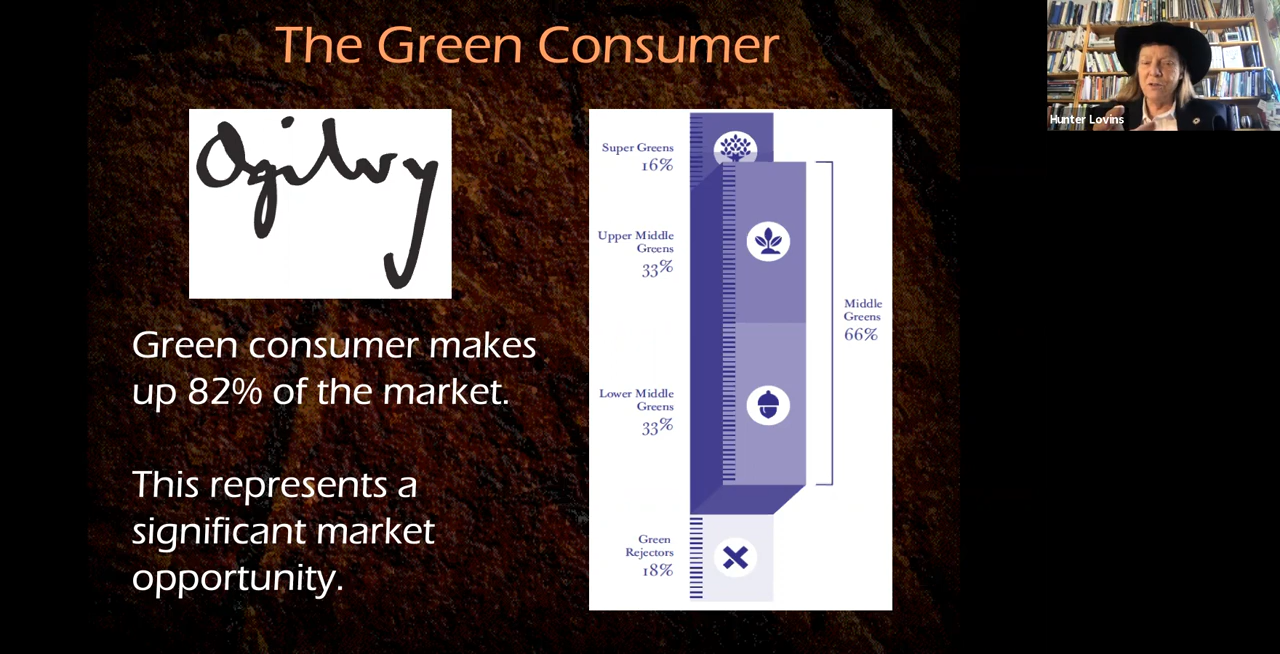 The Green Consumer
Ogilvy
Green consumer makes
up 82% of the market.
This represents a
significant market
opportunity.
Super Greens
16%
Upper Middle
Greens
33%
Lower Middle
Greens
33%
Green
Rejectors
18%
Middle
Greens
66%
Hunter Lovins